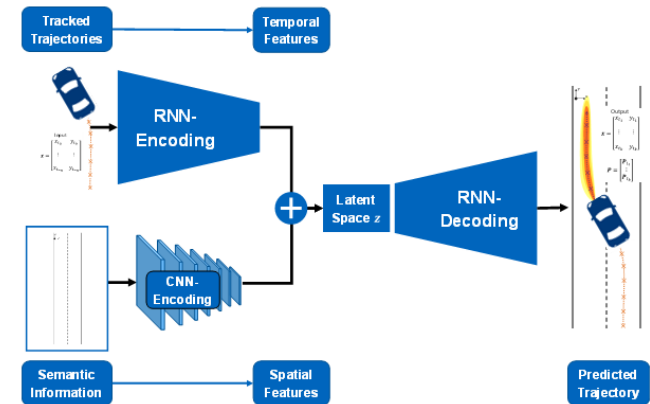 Tracked
Trajectories
Temporal
Features
RNN-
Encoding
Input
Output
Latent
Space z
RNN-
Decoding
CNN-
Encoding
Semantic
Information
Spatial
Features
Predicted
Trajectory